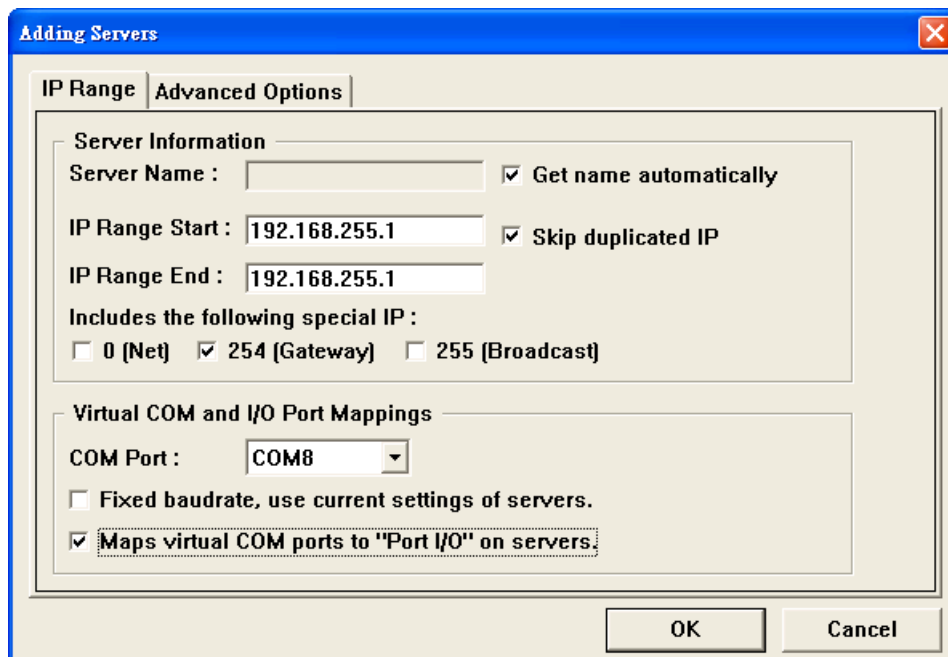 Adding Servers
IP Range
Advanced Options
Server Information
Server Name :
Get name automatically
IP Range Start :
192.168.255.1
Skip duplicated IP
IP Range End :
192.168.255.1
Includes the following special IP :
0 (Net)
254 (Gateway)
255 (Broadcast)
Virtual COM and I/O Port Mappings
COM Port :
COM8
Fixed baudrate, use current settings of servers.
Maps virtual COM ports to "Port I/O" on servers.
OK
Cancel